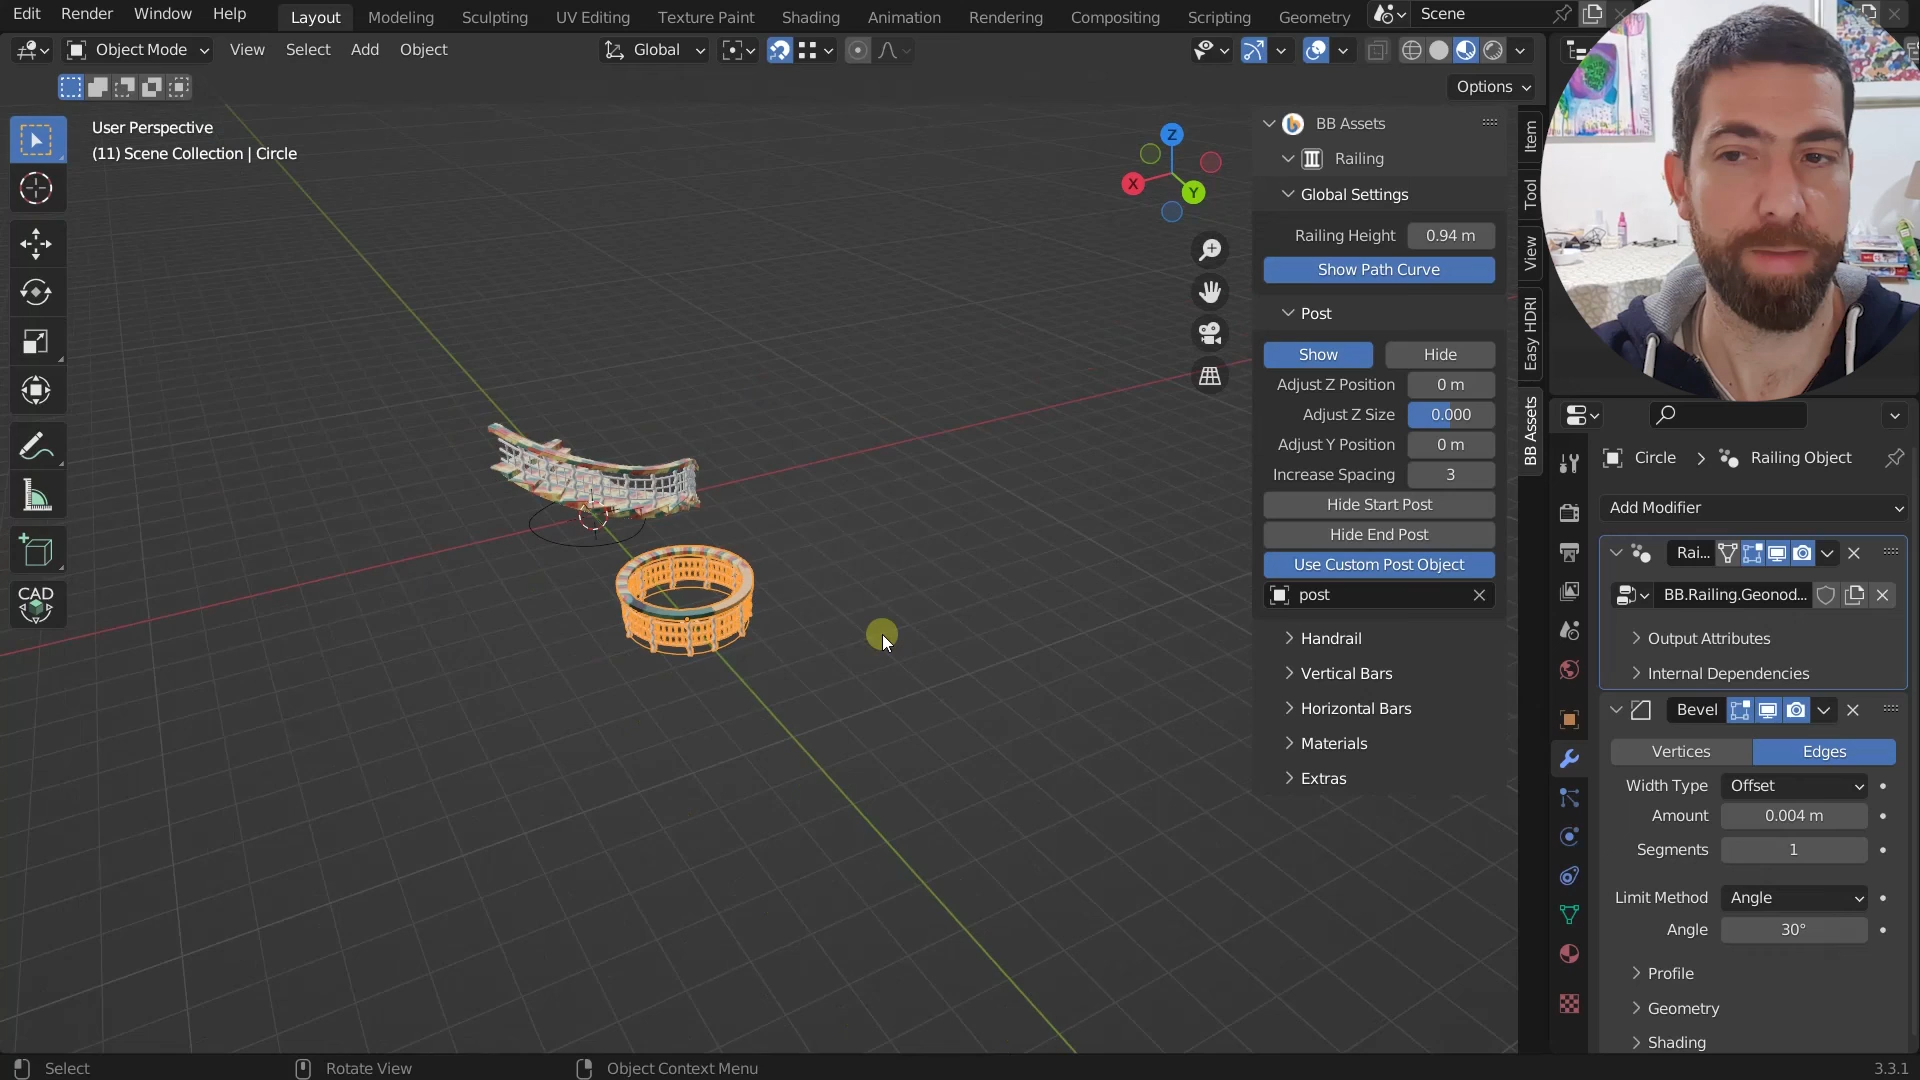 Edit Render Window Help Layout Modeling Sculpting UV Editing Texture Paint Shading Animation Rendering Compositing Scripting Geometry Scene
Object Mode View Select Add Object Global
Options
User Perspective
(11) Scene Collection | Circle
Z
X
Y
CAD
BB Assets
Railing
Global Settings
Railing Height 0.94 m
Show Path Curve
Post
Show Hide
Adjust Z Position 0 m
Adjust Z Size 0.000
Adjust Y Position 0 m
Increase Spacing 3
Hide Start Post
Hide End Post
Use Custom Post Object
post
Handrail
Vertical Bars
Horizontal Bars
Materials
Extras
Item
Tool
View
Easy HDRI
BB Assets
Circle Railing Object
Add Modifier
Rai...
BB.Railing.Geonod...
Output Attributes
Internal Dependencies
Bevel
Vertices Edges
Width Type Offset
Amount 0.004 m
Segments 1
Limit Method Angle
Angle 30°
Profile
Geometry
Shading
Select Rotate View Object Context Menu 3.3.1